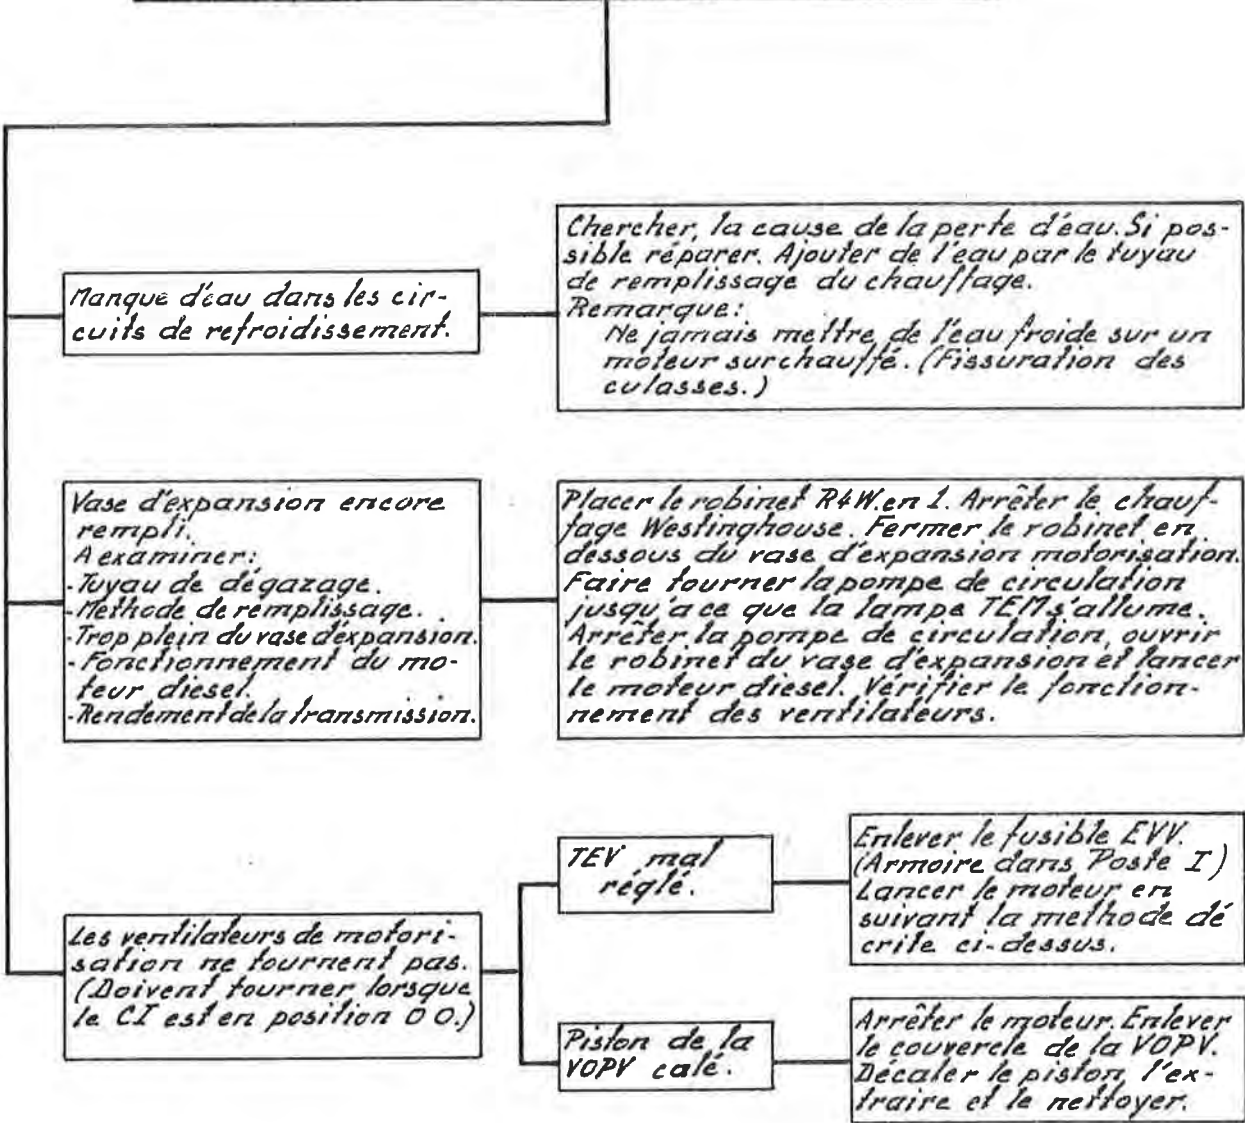 Manque d'éau dans les cir-
cuits de refroidissement.
Chercher, la cause de la perte d'éau. Si pos-
sible réparer. Ajouter de l'eau par le tuyau
de remplissage du chauffage.
Remarque:
Ne jamais mettre de l'eau froide sur un
moteur surchauffé. (Fissuration des
culasses.)
Vase d'expansion encore
rempli.
A examiner:
-Tuyau de dégazage.
-Méthode de remplissage.
-Trop plein du vase d'expansion.
-Fonctionnement du mo-
teur diesel.
-Rendement de la transmission.
Placer le robinet R4W. en 1. Arrêter le chauf-
fage Westinghouse. Fermer le robinet en
dessous du vase d'expansion motorisation.
Faire tourner la pompe de circulation
jusqu'a ce que la lampe TEM s'allume.
Arrêter la pompe de circulation, ouvrir
le robinet du vase d'expansion et lancer
le moteur diesel. Vérifier le fonction-
nement des ventilateurs.
Les ventilateurs de motori-
sation ne tournent pas.
(Doivent tourner lorsque
le CI est en position 0 0.)
TEV mal
réglé.
Enlever le fusible EVV.
(Armoire dans Poste I)
Lancer le moteur en
suivant la methode dé
crite ci-dessus.
Piston de la
VOPV calé.
Arrêter le moteur. Enlever
le couvercle de la VOPV.
Décaler le piston, l'ex-
traire et le nettoyer.